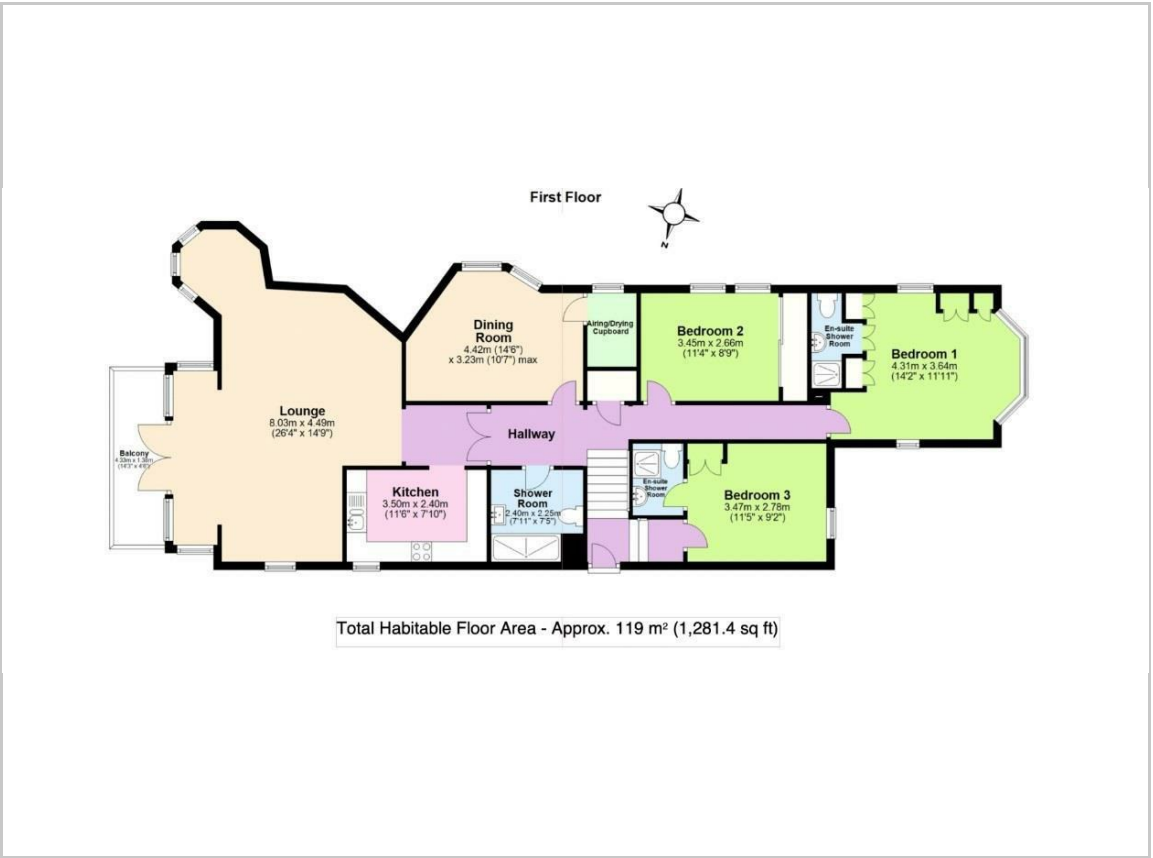 First Floor
N
Dining
Room
4.42m (14'6")
x 3.23m (10'7") max
Airing/Drying
Cupboard
Bedroom 2
3.45m x 2.66m
(11'4" x 8'9")
En-suite
Shower
Room
Bedroom 1
4.31m x 3.64m
(14'2" x 11'11")
Lounge
8.03m x 4.49m
(26'4" x 14'9")
Hallway
Balcony
Kitchen
3.50m x 2.40m
(11'6" x 7'10")
Shower
Room
2.40m x 2.25m
(7'11" x 7'5")
En-suite
Shower
Room
Bedroom 3
3.47m x 2.78m
(11'5" x 9'2")
Total Habitable Floor Area - Approx. 119 m² (1,281.4 sq ft)